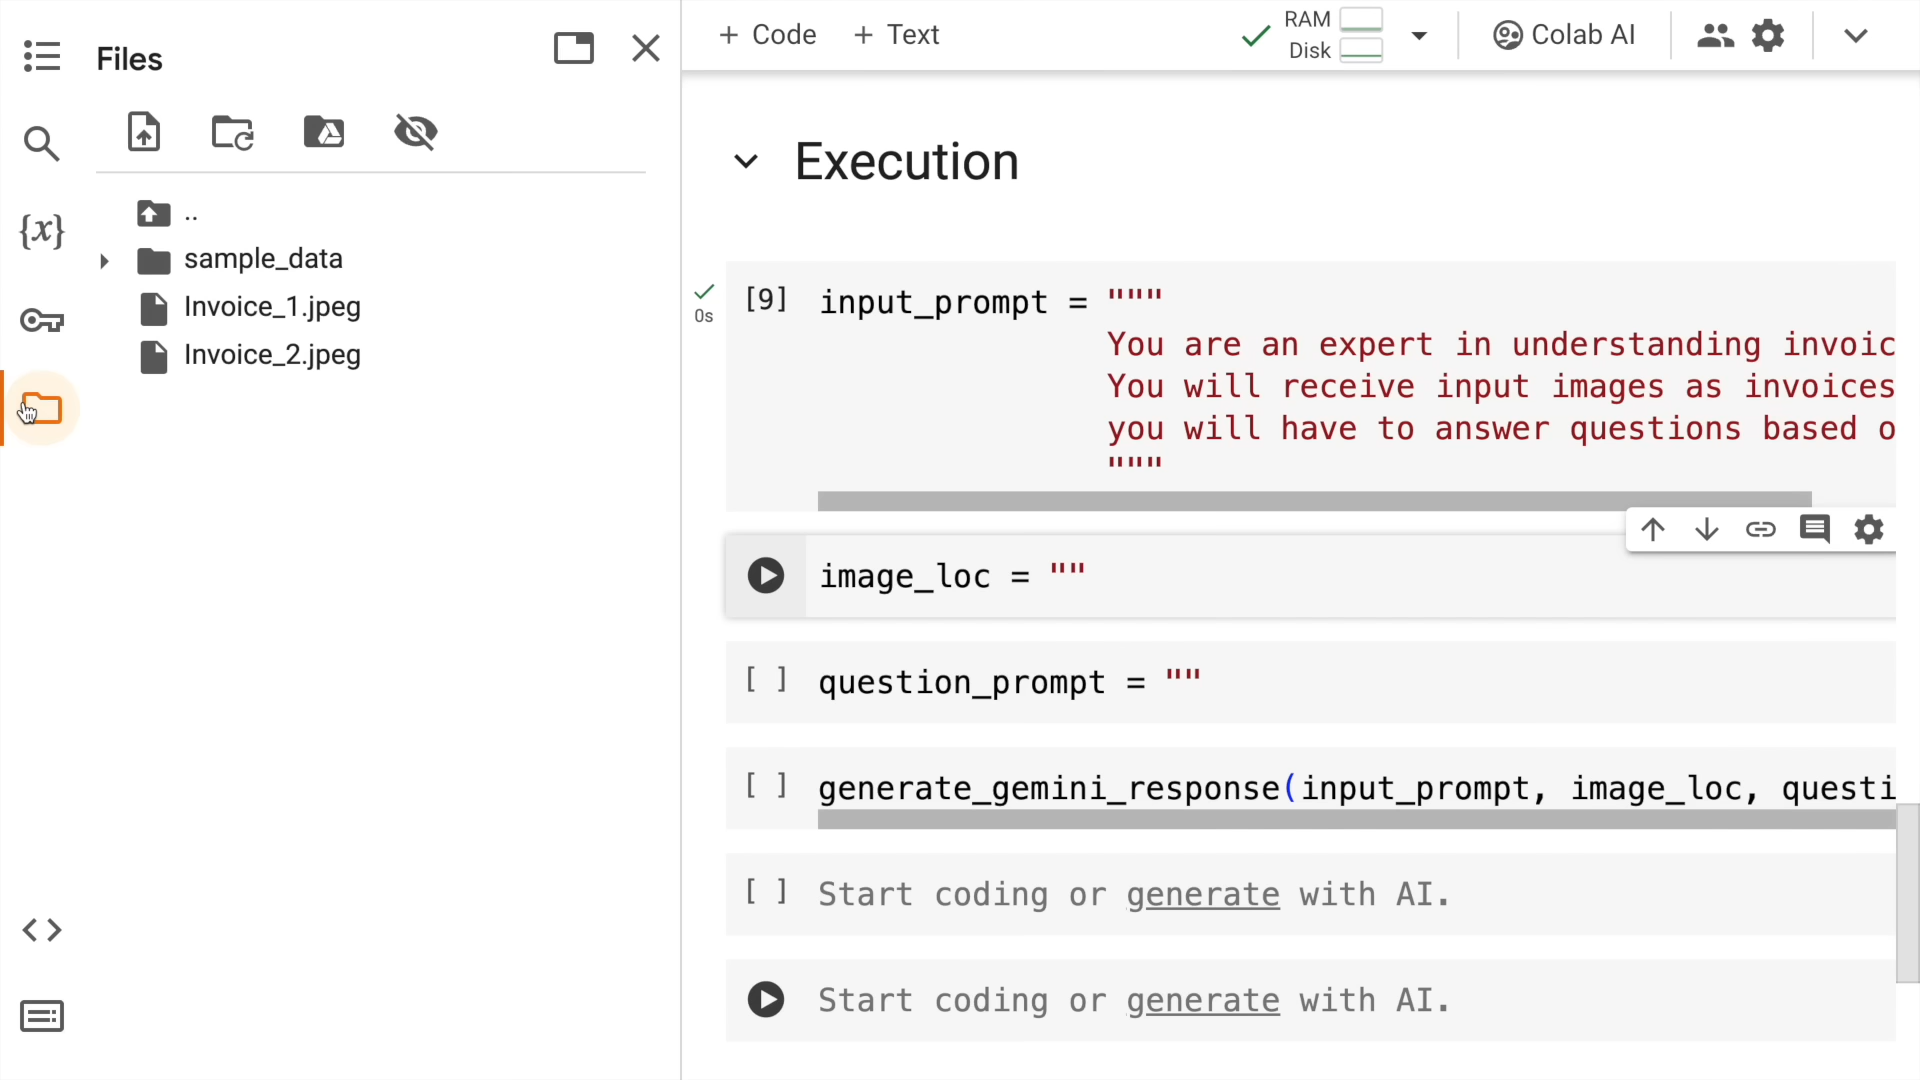 Files
..
sample_data
Invoice_1.jpeg
Invoice_2.jpeg
{x}
+ Code + Text
RAM
Disk
Colab AI
Execution
0s
[9] input_prompt = """
You are an expert in understanding invoic
You will receive input images as invoices
you will have to answer questions based o
"""
image_loc = ""
[ ] question_prompt = ""
[ ] generate_gemini_response(input_prompt, image_loc, questi
[ ] Start coding or generate with AI.
Start coding or generate with AI.